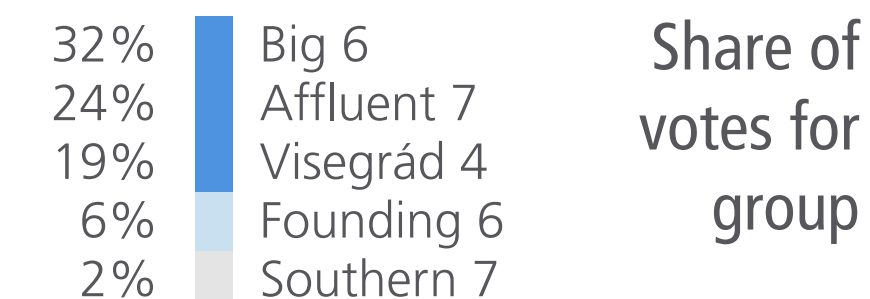 32% Big 6
24% Affluent 7
19% Visegrád 4
6% Founding 6
2% Southern 7
Share of
votes for
group